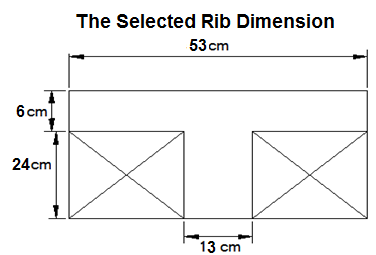 The Selected Rib Dimension
53cm
6cm
24cm
13 cm